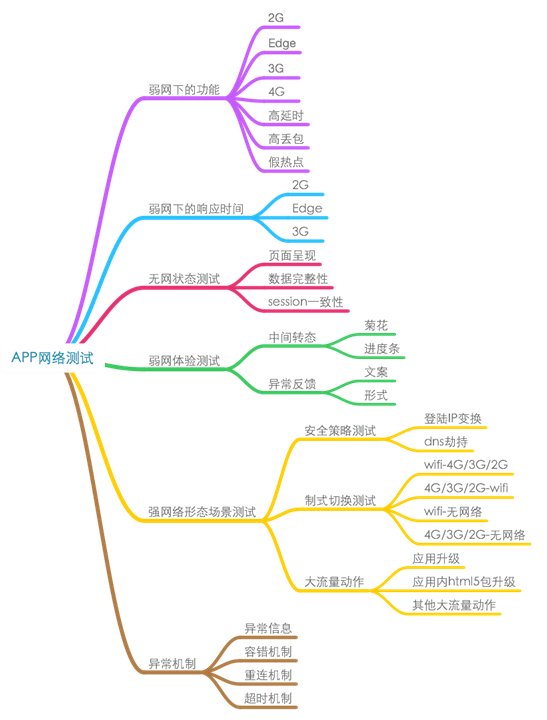 APP网络测试
弱网下的功能
2G
Edge
3G
4G
高延时
高丢包
假热点
弱网下的响应时间
2G
Edge
3G
无网状态测试
页面呈现
数据完整性
session一致性
弱网体验测试
中间转态
菊花
进度条
异常反馈
文案
形式
强网络形态场景测试
安全策略测试
登陆IP变换
dns劫持
制式切换测试
wifi-4G/3G/2G
4G/3G/2G-wifi
wifi-无网络
4G/3G/2G-无网络
大流量动作
应用升级
应用内html5包升级
其他大流量动作
异常机制
异常信息
容错机制
重连机制
超时机制